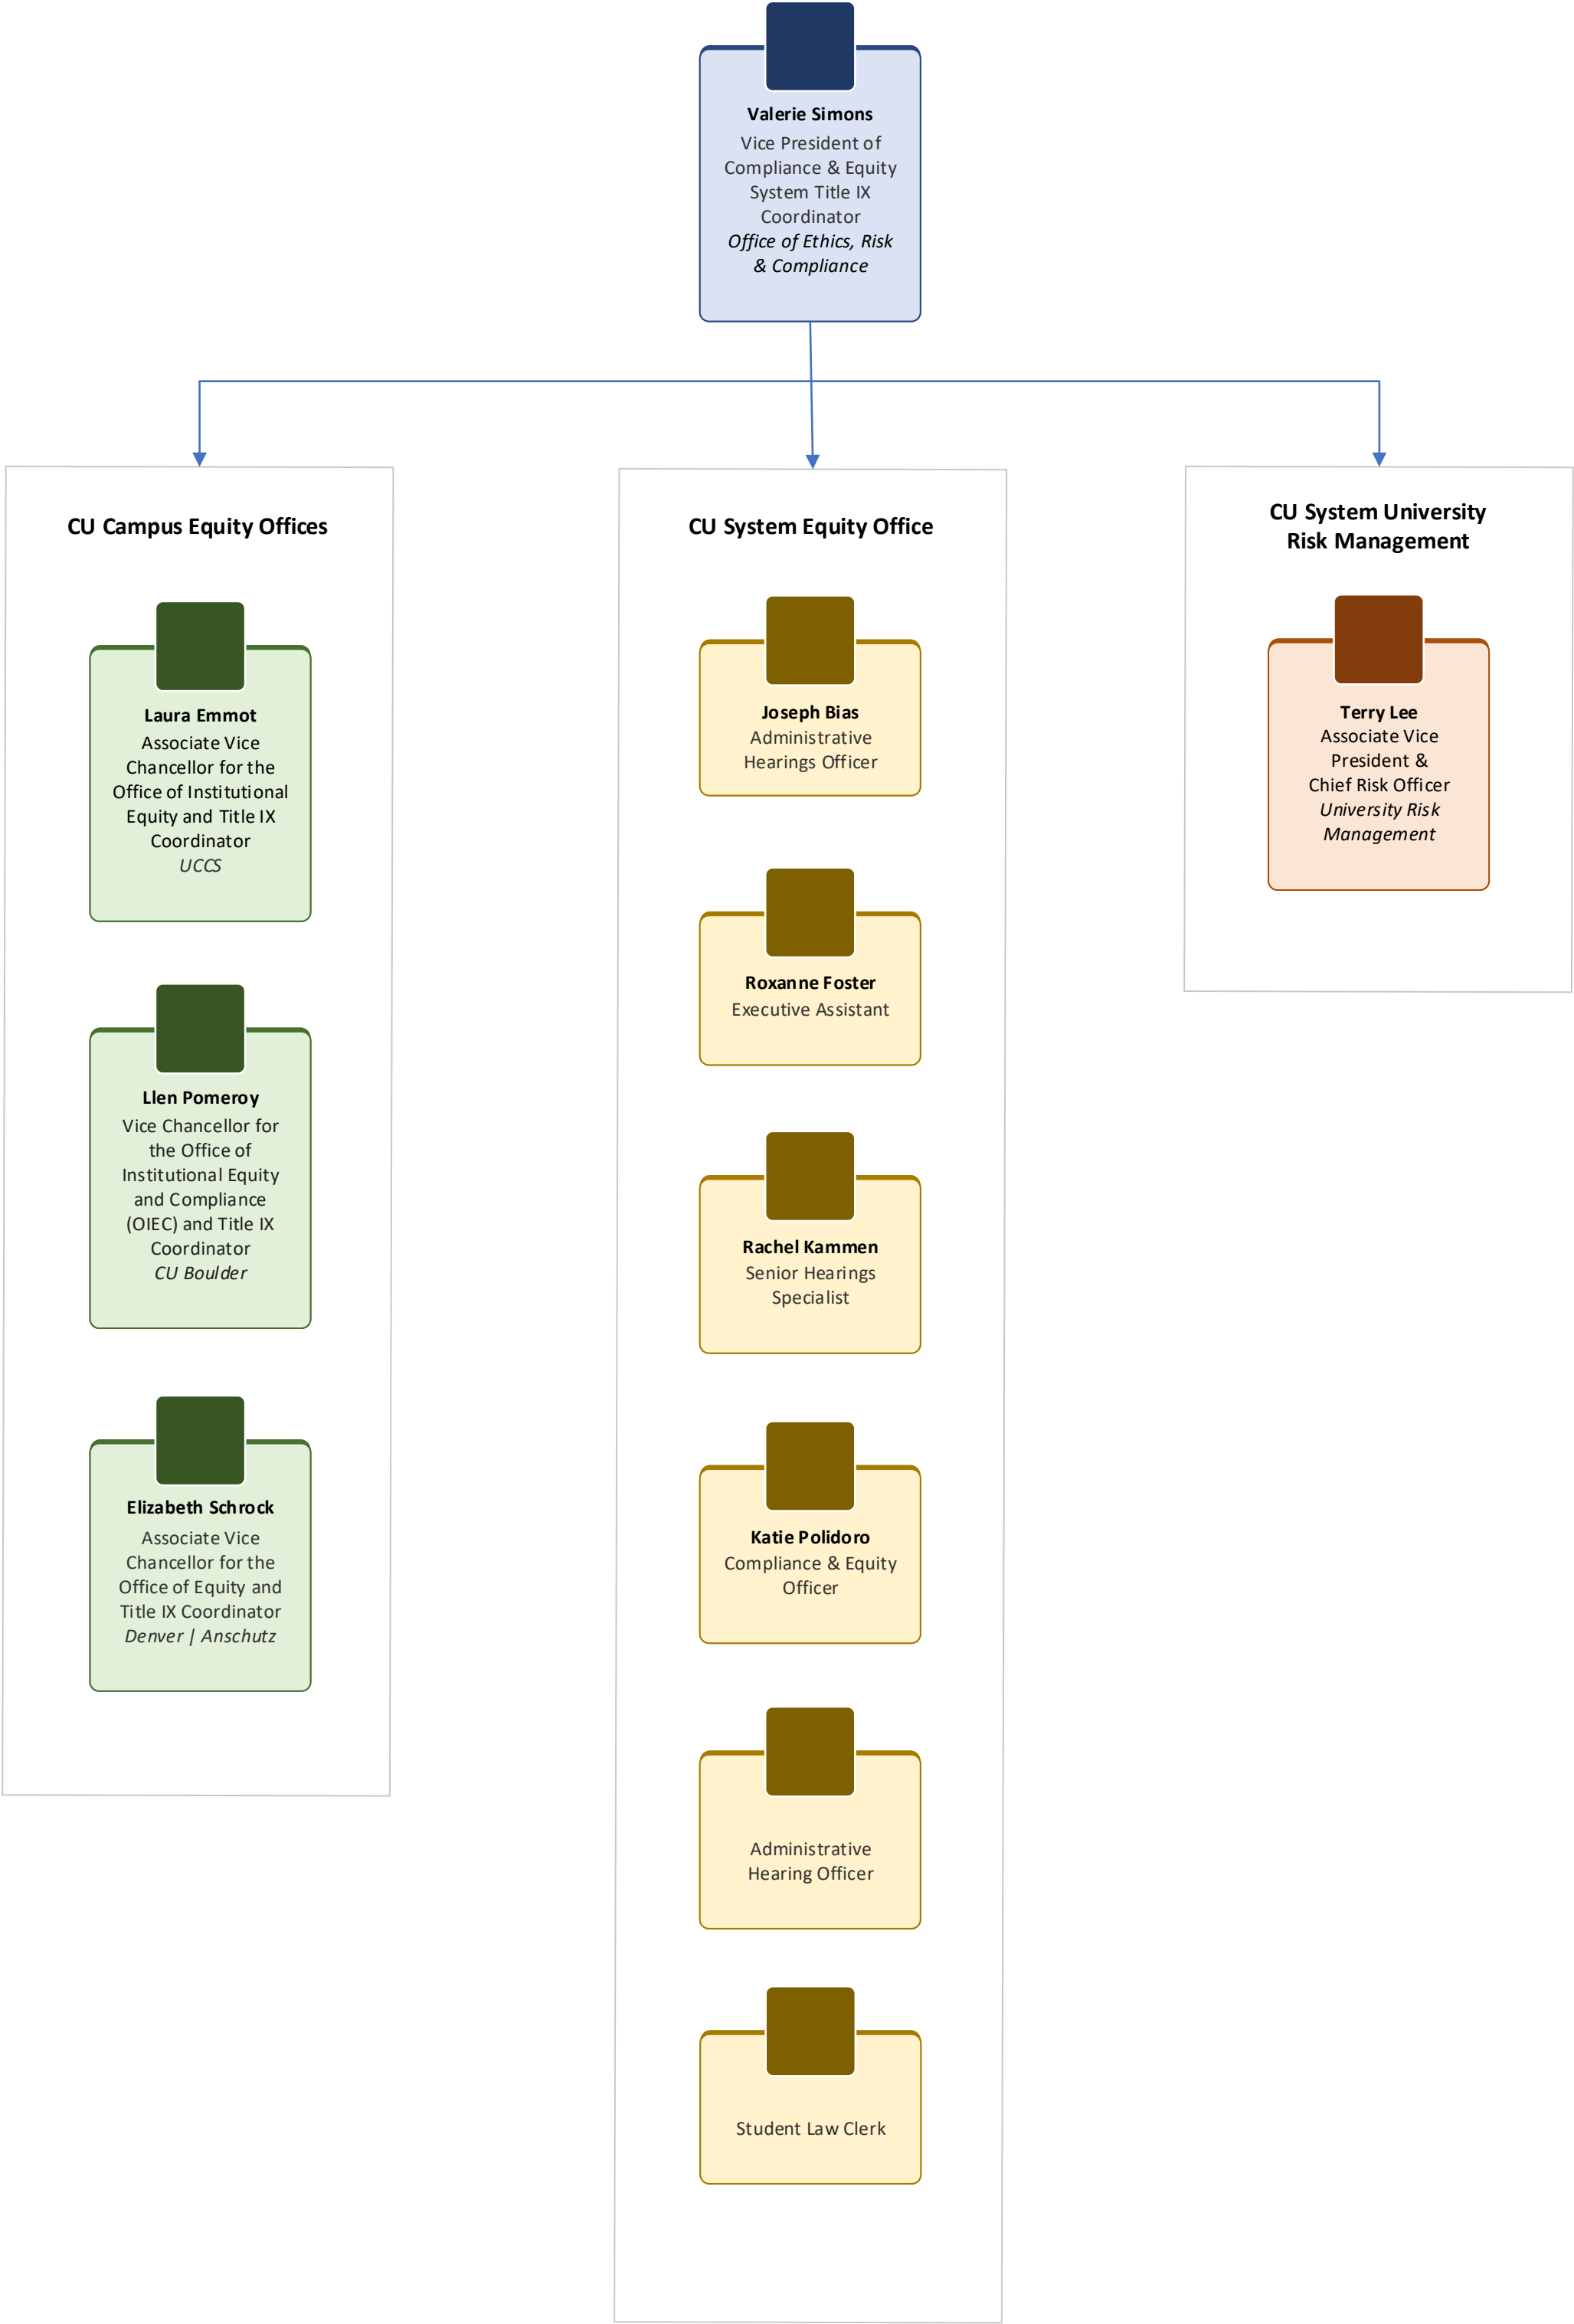 Valerie Simons
Vice President of
Compliance & Equity
System Title IX
Coordinator
Office of Ethics, Risk
& Compliance
CU Campus Equity Offices
Laura Emmot
Associate Vice
Chancellor for the
Office of Institutional
Equity and Title IX
Coordinator
UCCS
Llen Pomeroy
Vice Chancellor for
the Office of
Institutional Equity
and Compliance
(OIEC) and Title IX
Coordinator
CU Boulder
Elizabeth Schrock
Associate Vice
Chancellor for the
Office of Equity and
Title IX Coordinator
Denver | Anschutz
CU System Equity Office
Joseph Bias
Administrative
Hearings Officer
Roxanne Foster
Executive Assistant
Rachel Kammen
Senior Hearings
Specialist
Katie Polidoro
Compliance & Equity
Officer
Administrative
Hearing Officer
Student Law Clerk
CU System University
Risk Management
Terry Lee
Associate Vice
President &
Chief Risk Officer
University Risk
Management